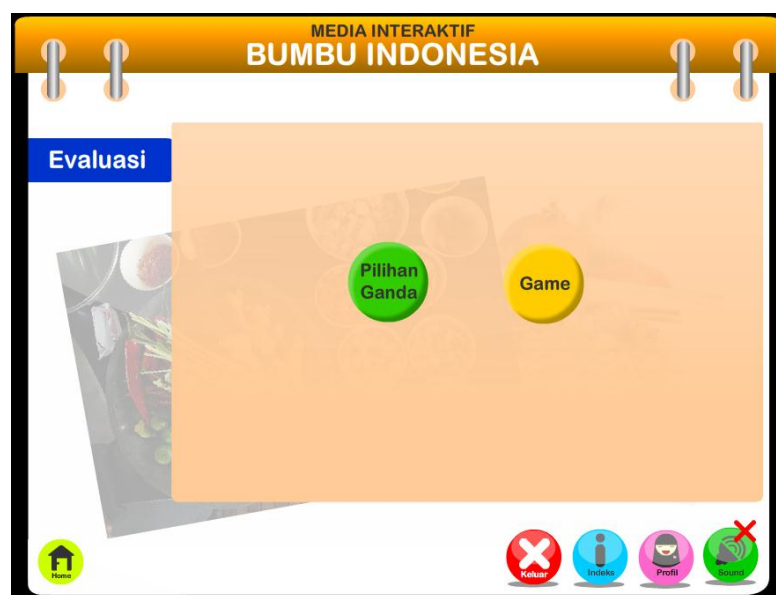 MEDIA INTERAKTIF
BUMBU INDONESIA
Evaluasi
Pilihan
Ganda
Game
Home
Keluar
Indeks
Profil
Sound